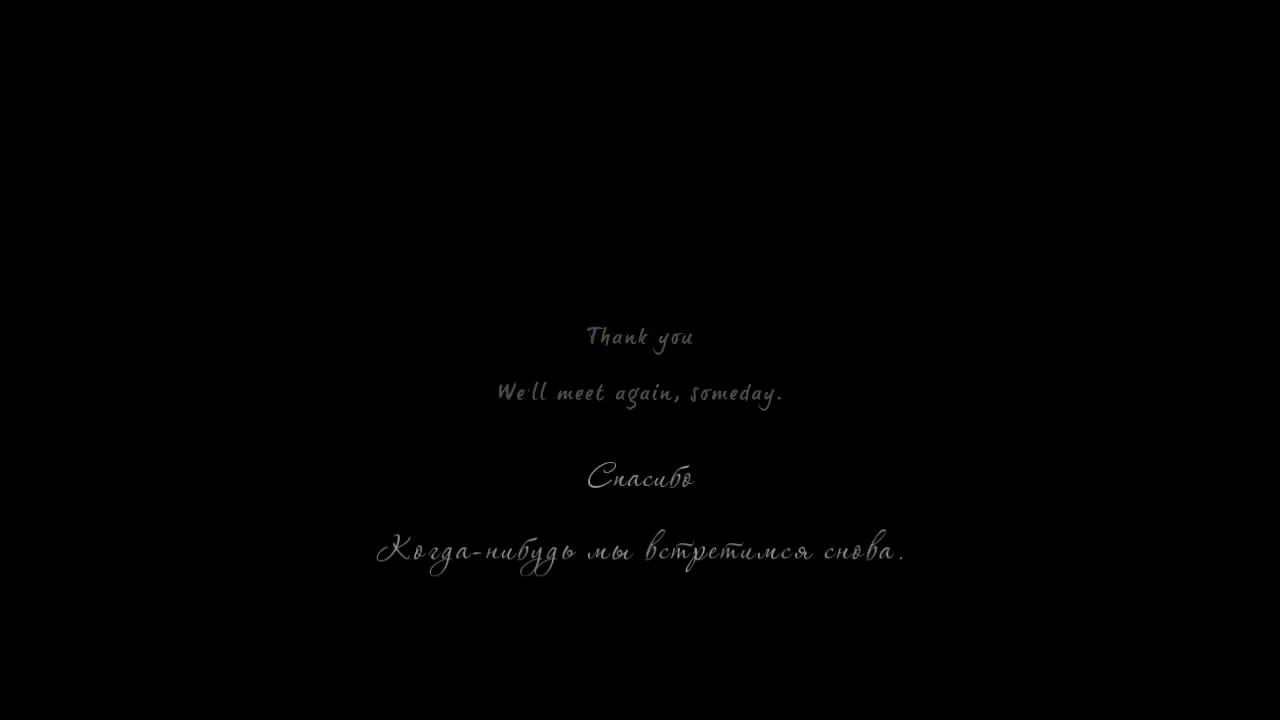 Thank you
We'll meet again, someday.
Спасибо
Когда-нибудь мы встретимся снова.